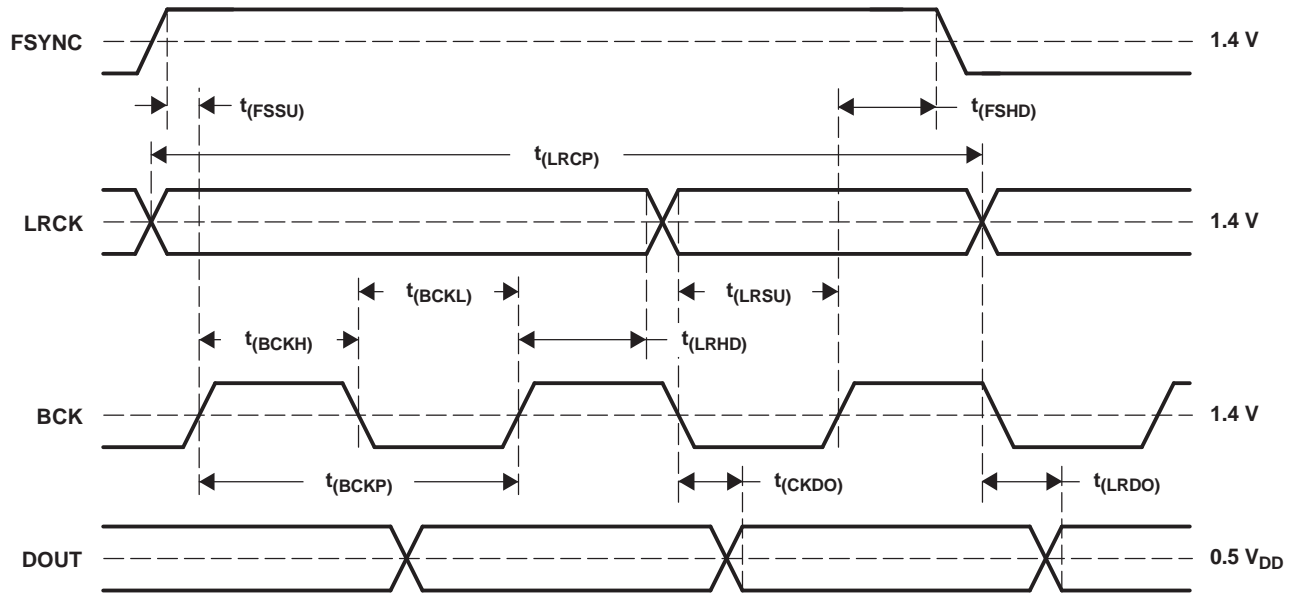 FSYNC
1.4 V
t(FSSU)
t(FSHD)
t(LRCP)
LRCK
1.4 V
t(BCKL)
t(LRSU)
t(BCKH)
t(LRHD)
BCK
1.4 V
t(BCKP)
t(CKDO)
t(LRDO)
DOUT
0.5 VDD